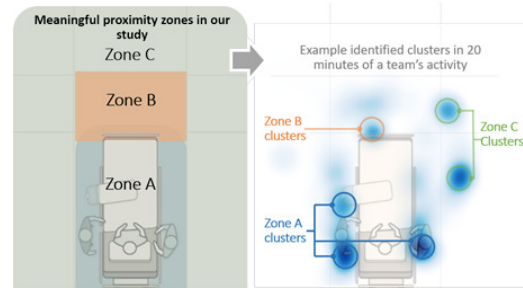 Meaningful proximity zones in our
study
Zone C
Zone B
Zone A
Example identified clusters in 20
minutes of a team's activity
Zone B
clusters
Zone C
Clusters
Zone A
clusters